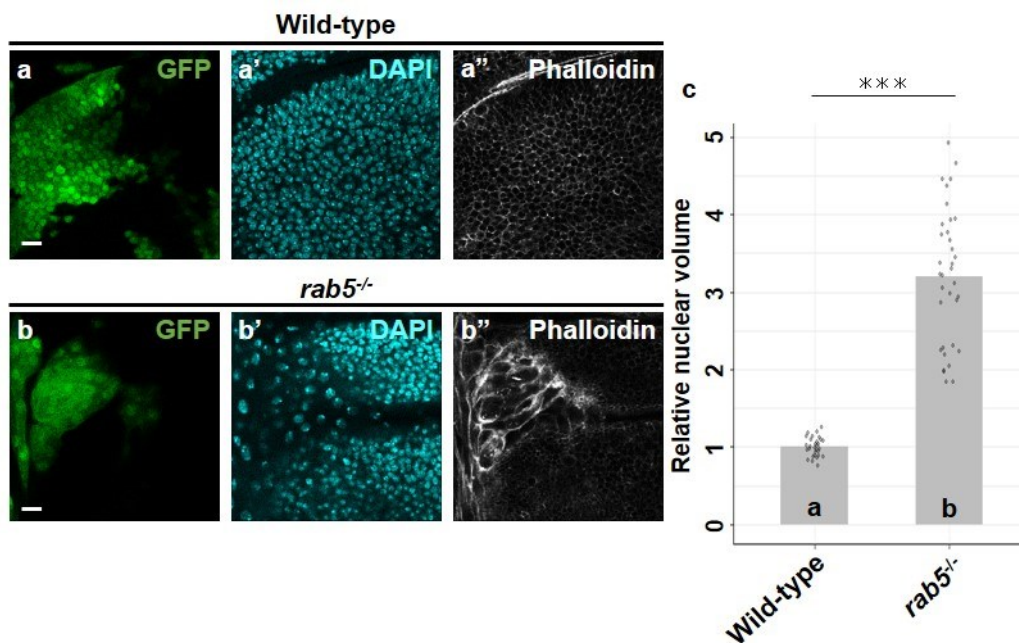 Wild-type
a GFP
a' DAPI
a" Phalloidin
rab5-/-
b GFP
b' DAPI
b" Phalloidin
c
***
Relative nuclear volume
5
4
3
2
1
0
a
b
Wild-type
rab5-/-